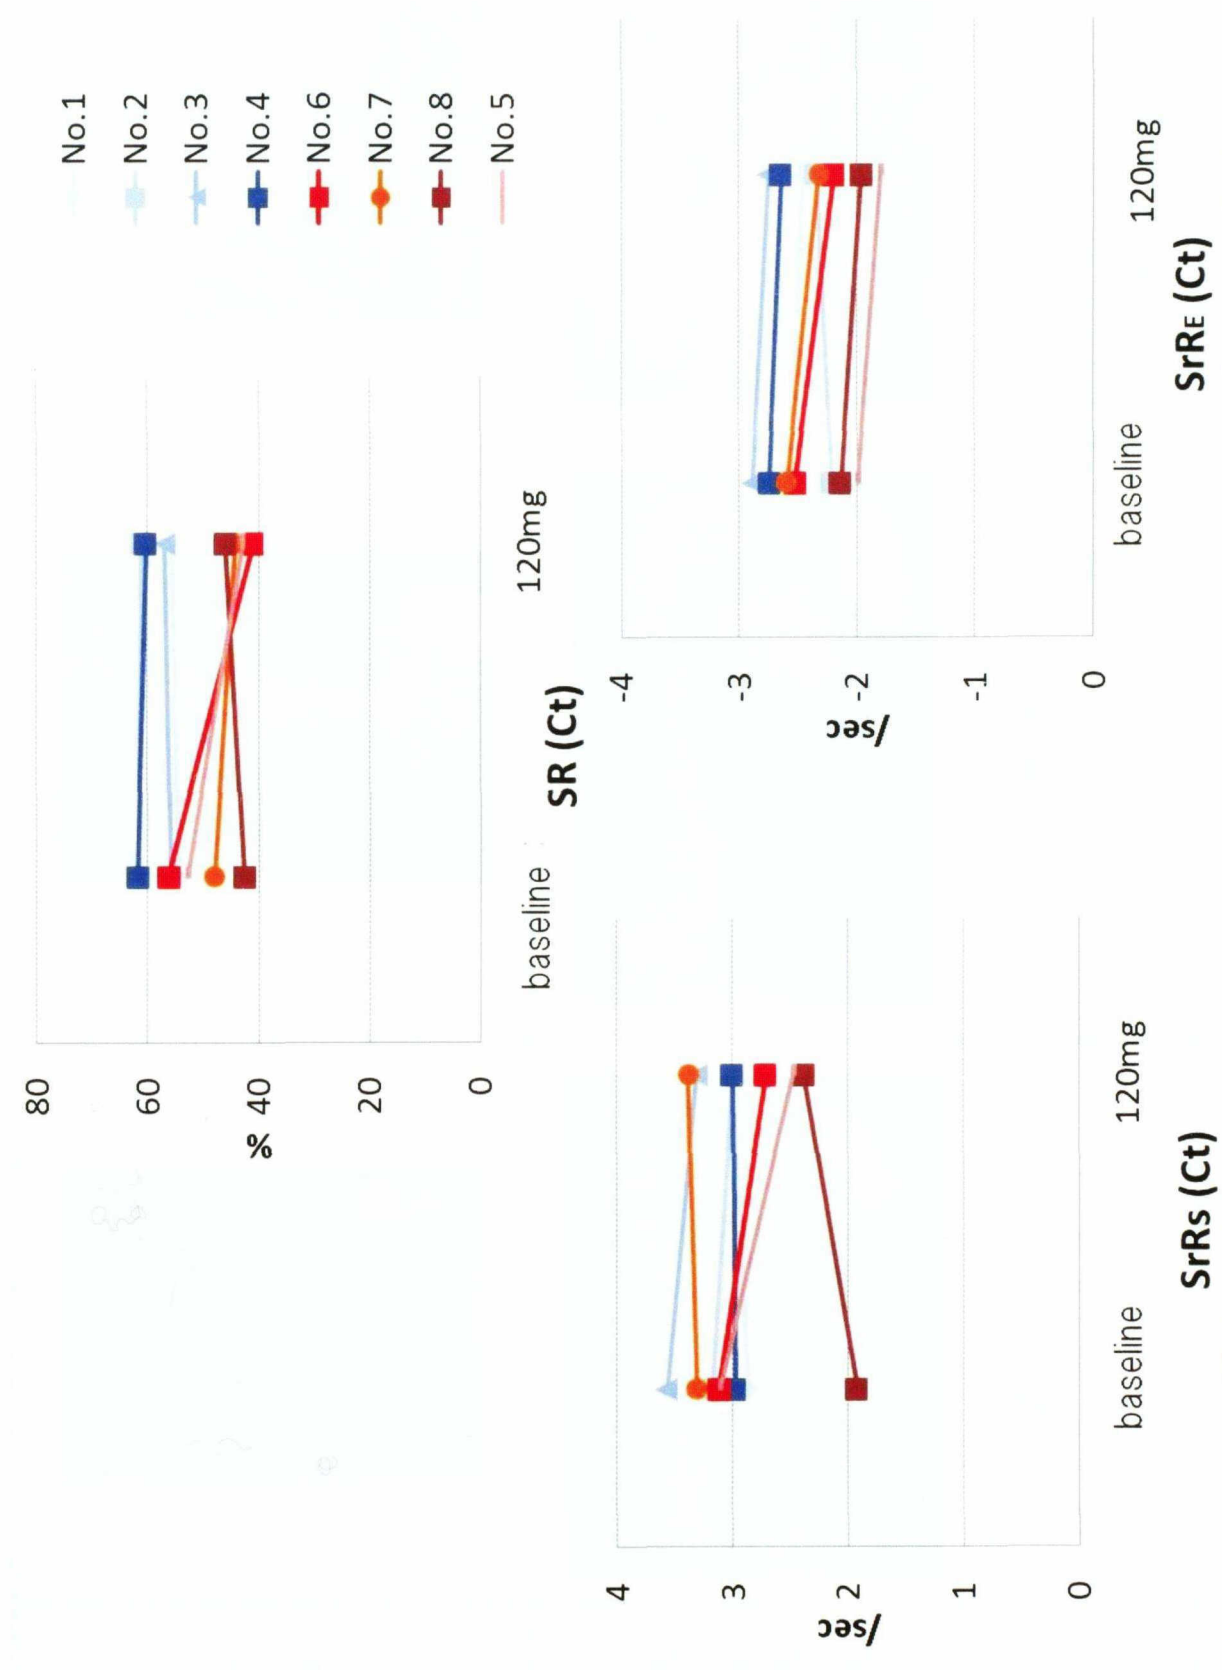 80
60
40
20
0
%
baseline
120mg
SR (Ct)
No.1
No.2
No.3
No.4
No.6
No.7
No.8
No.5
4
3
2
1
0
/sec
baseline
120mg
SrRs (Ct)
-4
-3
-2
-1
0
/sec
baseline
120mg
SrRE (Ct)